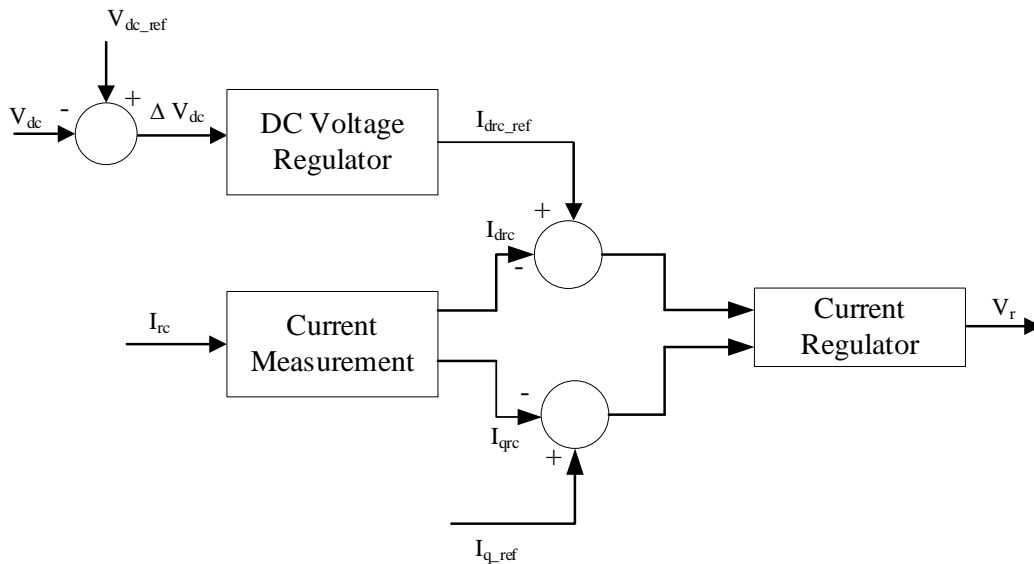 V_dc_ref
V_dc
-
+
Δ V_dc
DC Voltage
Regulator
I_drc_ref
+
I_drc
-
I_rc
Current
Measurement
Current
Regulator
V_r
-
I_qrc
+
I_q_ref